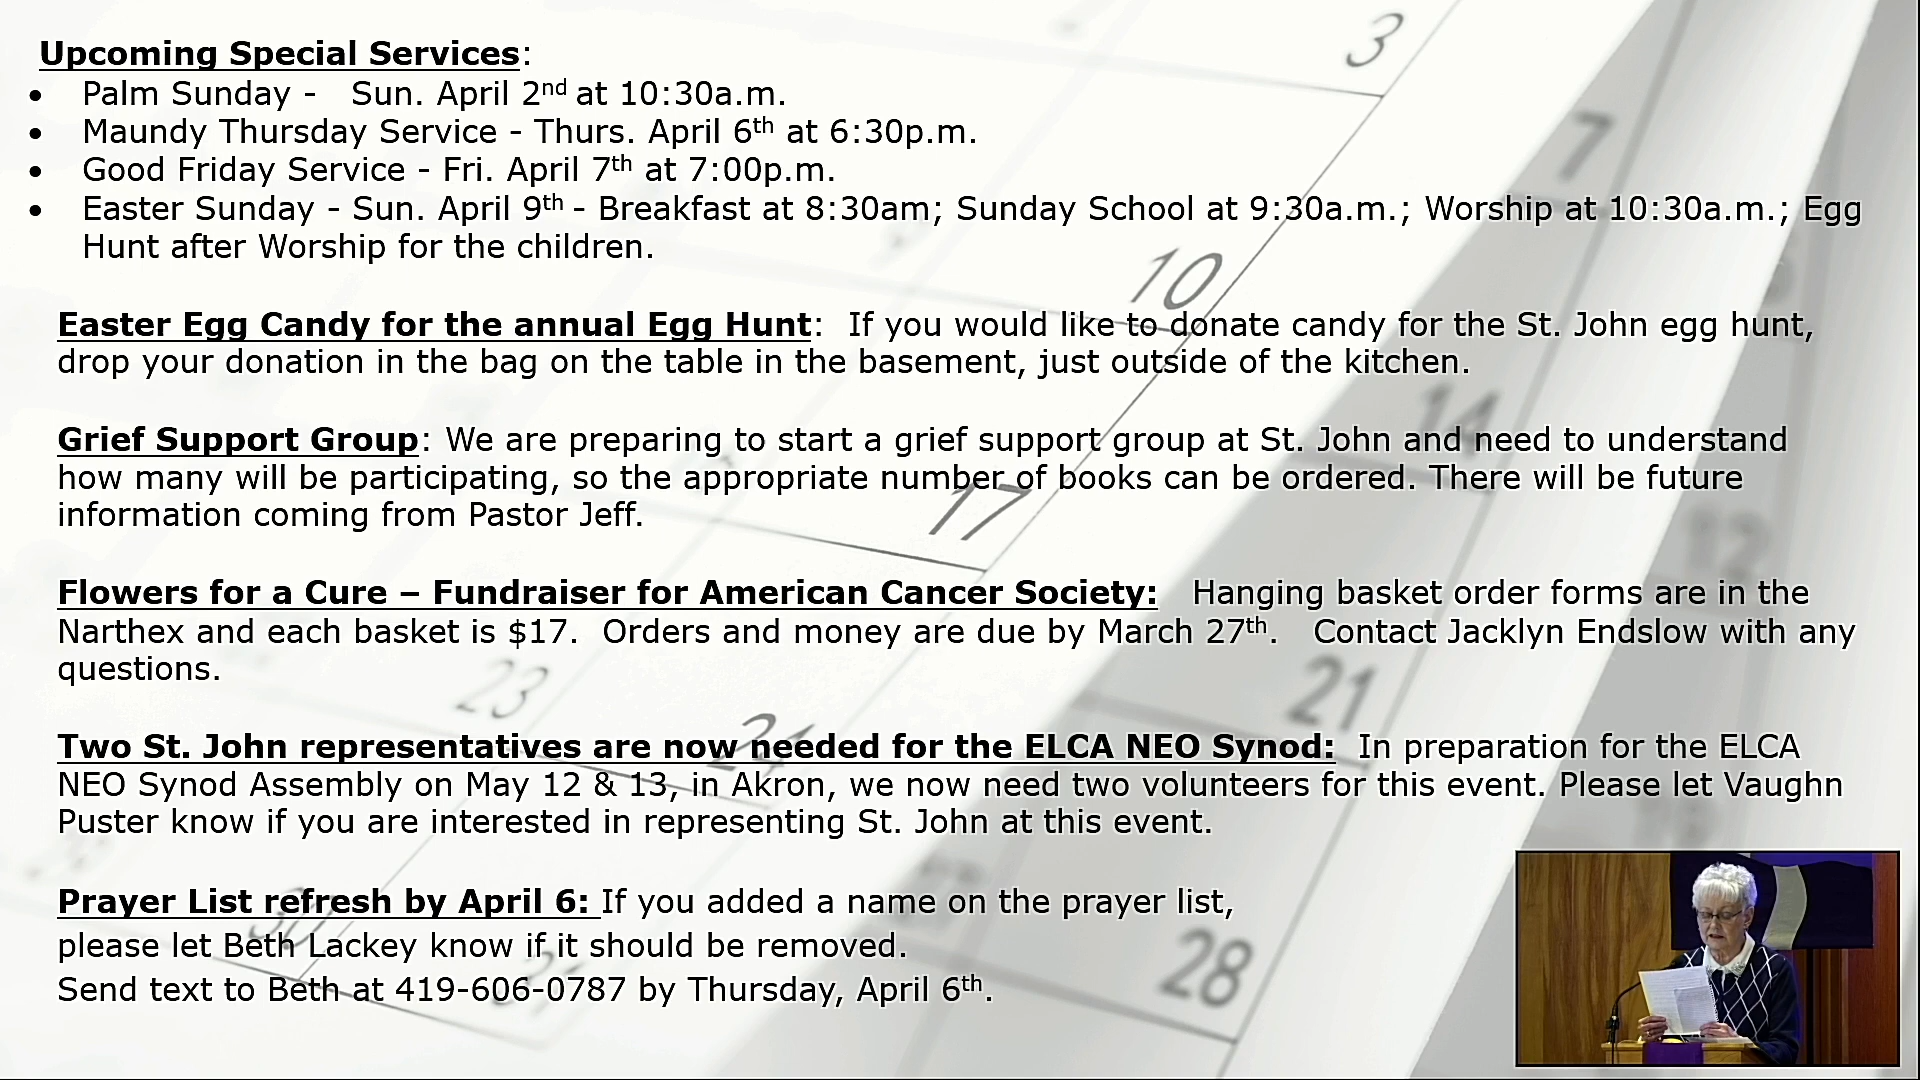 Upcoming Special Services:
• Palm Sunday - Sun. April 2nd at 10:30a.m.
• Maundy Thursday Service - Thurs. April 6th at 6:30p.m.
• Good Friday Service - Fri. April 7th at 7:00p.m.
• Easter Sunday - Sun. April 9th - Breakfast at 8:30am; Sunday School at 9:30a.m.; Worship at 10:30a.m.; Egg
Hunt after Worship for the children.
Easter Egg Candy for the annual Egg Hunt: If you would like to donate candy for the St. John egg hunt,
drop your donation in the bag on the table in the basement, just outside of the kitchen.
Grief Support Group: We are preparing to start a grief support group at St. John and need to understand
how many will be participating, so the appropriate number of books can be ordered. There will be future
information coming from Pastor Jeff.
Flowers for a Cure – Fundraiser for American Cancer Society: Hanging basket order forms are in the
Narthex and each basket is $17. Orders and money are due by March 27th. Contact Jacklyn Endslow with any
questions.
Two St. John representatives are now needed for the ELCA NEO Synod: In preparation for the ELCA
NEO Synod Assembly on May 12 & 13, in Akron, we now need two volunteers for this event. Please let Vaughn
Puster know if you are interested in representing St. John at this event.
Prayer List refresh by April 6: If you added a name on the prayer list,
please let Beth Lackey know if it should be removed.
Send text to Beth at 419-606-0787 by Thursday, April 6th.
3
7
10
14
17
12
21
23
24
28
30
31